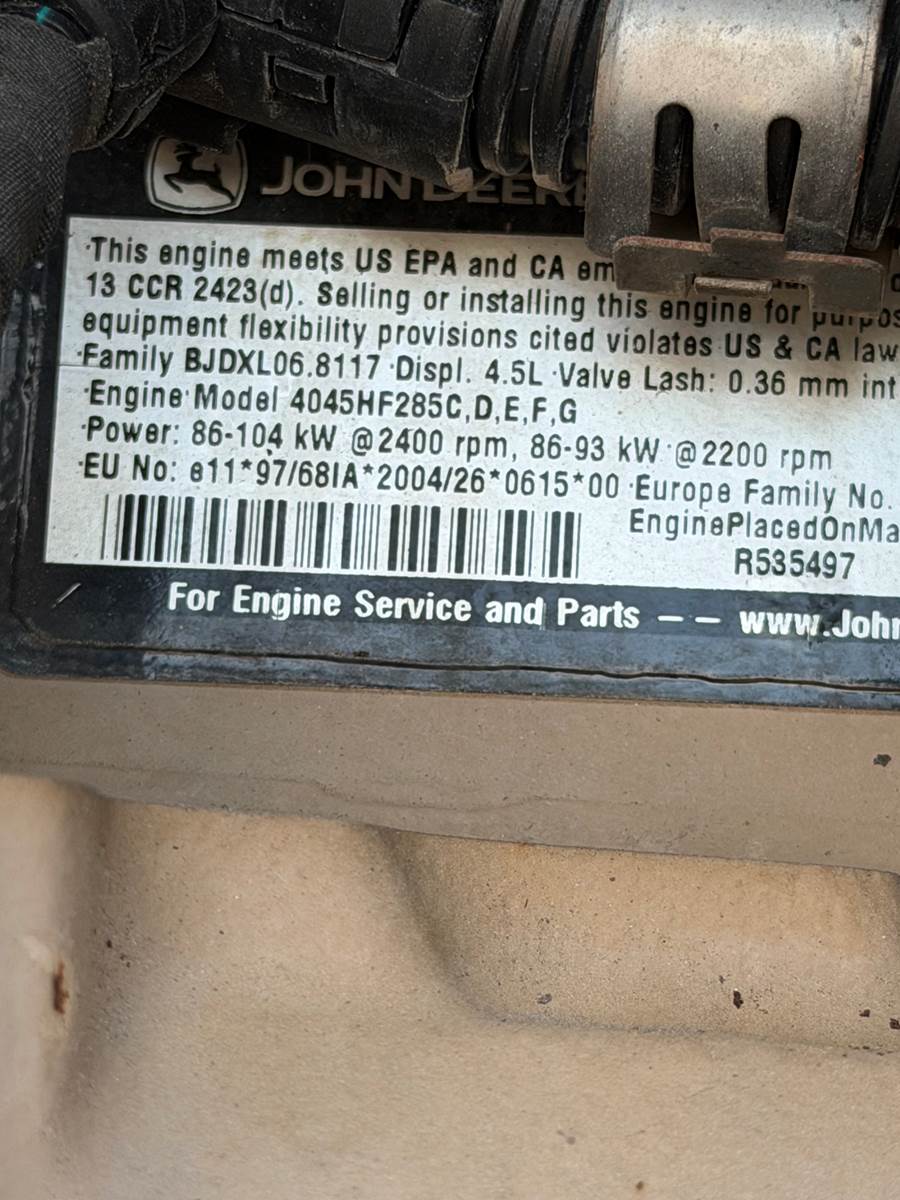 JOHN DEERE
·This engine meets US EPA and CA em
13 CCR 2423(d). Selling or installing this engine for purpos
equipment flexibility provisions cited violates US & CA law
·Family BJDXL06.8117 ·Displ. 4.5L ·Valve Lash: 0.36 mm int
·Engine Model 4045HF285C,D,E,F,G
·Power: 86-104 kW @2400 rpm, 86-93 kW @2200 rpm
·EU No: e11*97/68IA*2004/26*0615*00 ·Europe Family No.
EnginePlacedOnMa
R535497
For Engine Service and Parts -- www.John